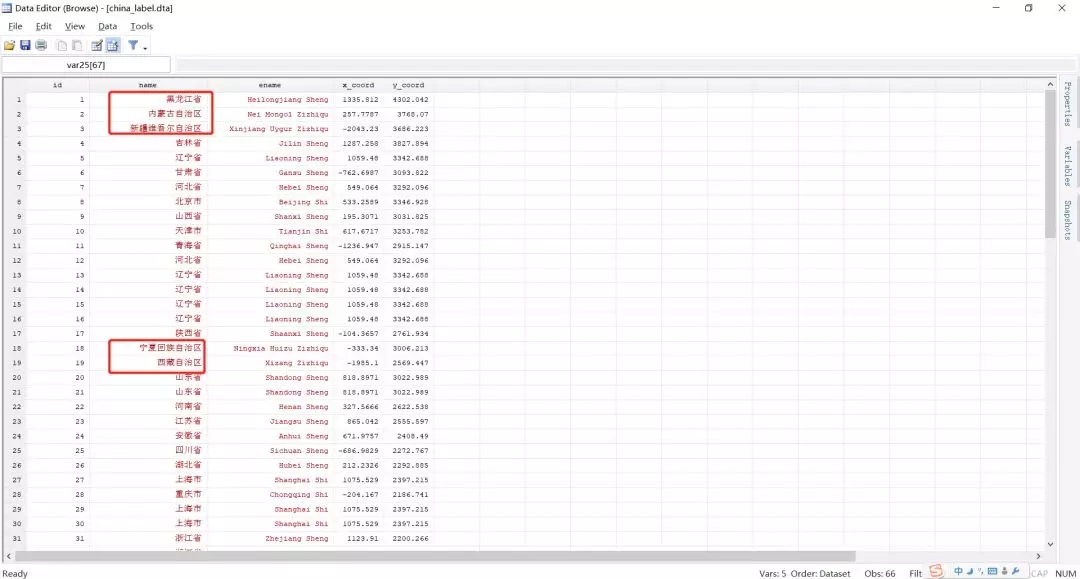 Data Editor (Browse) - [china_label.dta]
File Edit View Data Tools
var25[67]
id name ename x_coord y_coord
1 1 黑龙江省 Heilongjiang Sheng 1335.812 4302.042
2 2 内蒙古自治区 Nei Mongol Zizhiqu 257.7787 3768.07
3 3 新疆维吾尔自治区 Xinjiang Uygur Zizhiqu -2043.23 3686.223
4 4 吉林省 Jilin Sheng 1287.258 3827.894
5 5 辽宁省 Liaoning Sheng 1059.48 3342.688
6 6 甘肃省 Gansu Sheng -762.6987 3093.822
7 7 河北省 Hebei Sheng 549.064 3292.096
8 8 北京市 Beijing Shi 533.2589 3346.928
9 9 山西省 Shanxi Sheng 195.3071 3031.825
10 10 天津市 Tianjin Shi 617.6717 3253.782
11 11 青海省 Qinghai Sheng -1236.947 2915.147
12 12 河北省 Hebei Sheng 549.064 3292.096
13 13 辽宁省 Liaoning Sheng 1059.48 3342.688
14 14 辽宁省 Liaoning Sheng 1059.48 3342.688
15 15 辽宁省 Liaoning Sheng 1059.48 3342.688
16 16 辽宁省 Liaoning Sheng 1059.48 3342.688
17 17 陕西省 Shaanxi Sheng -104.3657 2761.934
18 18 宁夏回族自治区 Ningxia Huizu Zizhiqu -333.34 3006.213
19 19 西藏自治区 Xizang Zizhiqu -1985.1 2569.447
20 20 山东省 Shandong Sheng 818.8971 3022.989
21 21 山东省 Shandong Sheng 818.8971 3022.989
22 22 河南省 Henan Sheng 327.5666 2622.538
23 23 江苏省 Jiangsu Sheng 865.042 2555.597
24 24 安徽省 Anhui Sheng 671.9757 2408.49
25 25 四川省 Sichuan Sheng -686.9829 2272.767
26 26 湖北省 Hubei Sheng 212.2326 2292.885
27 27 上海市 Shanghai Shi 1075.529 2397.215
28 28 重庆市 Chongqing Shi -204.167 2186.741
29 29 上海市 Shanghai Shi 1075.529 2397.215
30 30 上海市 Shanghai Shi 1075.529 2397.215
31 31 浙江省 Zhejiang Sheng 1123.91 2200.266
Properties
Variables
Snapshots
Ready Vars: 5 Order: Dataset Obs: 66 Filt 中 CAP NUM